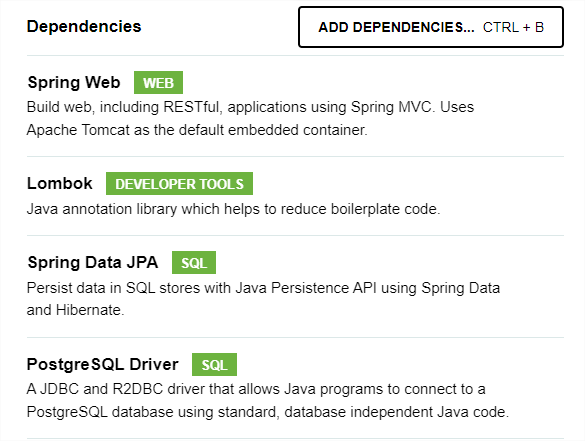 Dependencies
ADD DEPENDENCIES... CTRL + B
Spring Web WEB
Build web, including RESTful, applications using Spring MVC. Uses
Apache Tomcat as the default embedded container.
Lombok DEVELOPER TOOLS
Java annotation library which helps to reduce boilerplate code.
Spring Data JPA SQL
Persist data in SQL stores with Java Persistence API using Spring Data
and Hibernate.
PostgreSQL Driver SQL
A JDBC and R2DBC driver that allows Java programs to connect to a
PostgreSQL database using standard, database independent Java code.